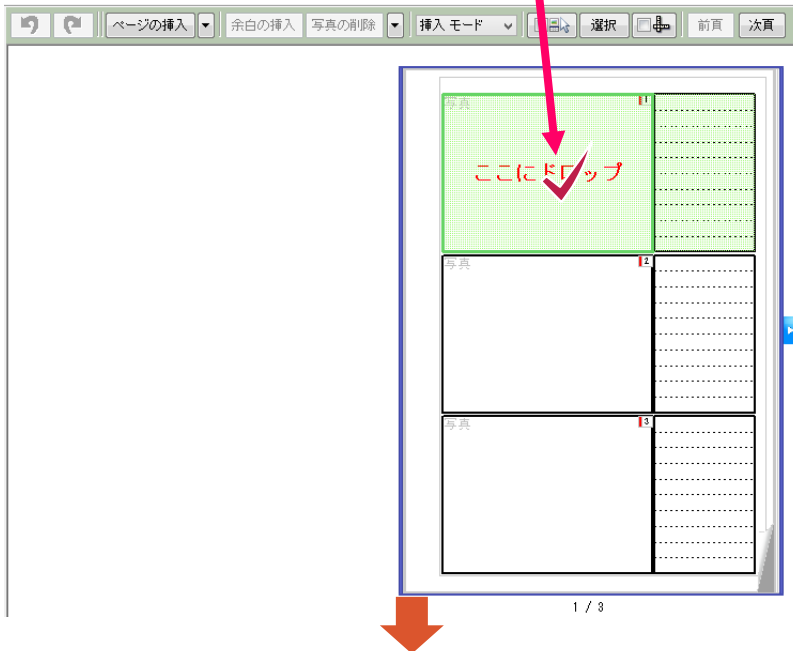 ページの挿入 余白の挿入 写真の削除 挿入 モード 選択 前頁 次頁
写真 1
ここにドロップ
写真 2
写真 3
1 / 3